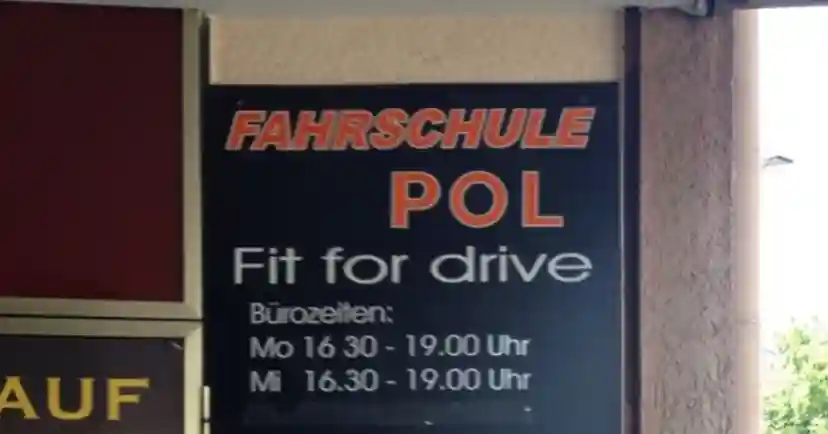 FAHRSCHULE
POL
Fit for drive
Bürozeiten:
Mo 16 30 - 19.00 Uhr
Mi 16.30 - 19.00 Uhr
AUF